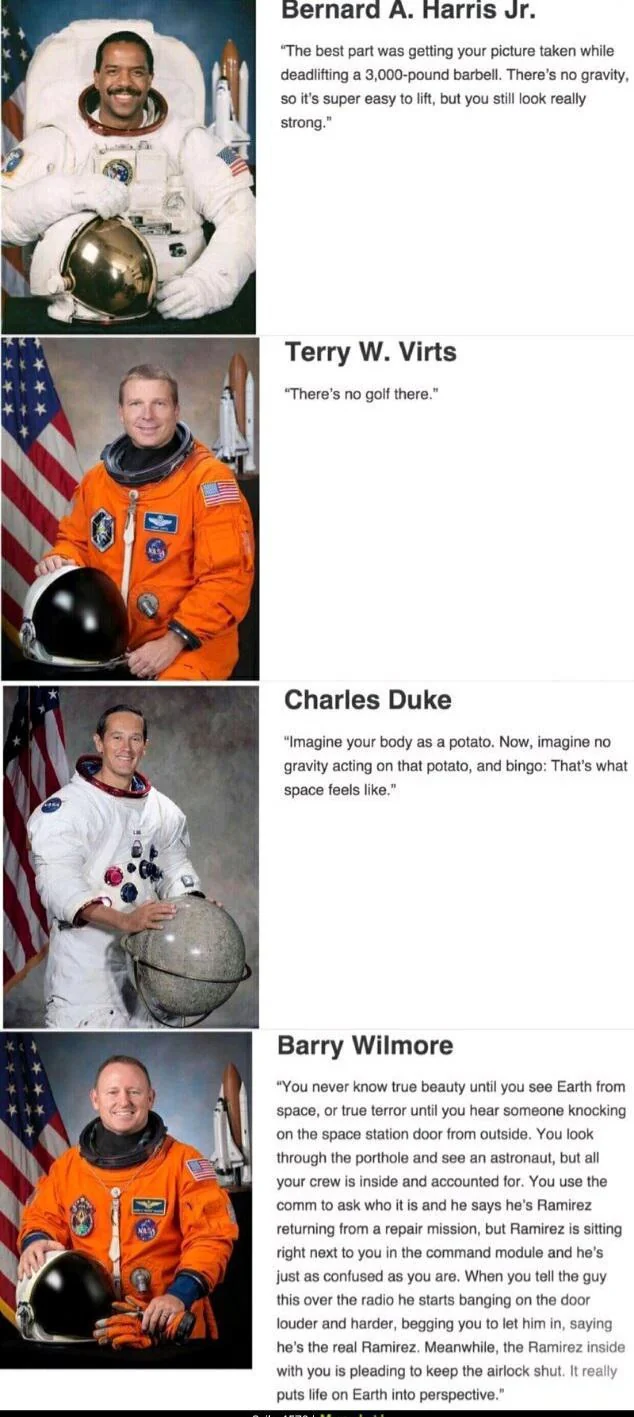 Bernard A. Harris Jr.
“The best part was getting your picture taken while
deadlifting a 3,000-pound barbell. There’s no gravity,
so it’s super easy to lift, but you still look really
strong.”
Terry W. Virts
“There’s no golf there.”
NASA
Charles Duke
“Imagine your body as a potato. Now, imagine no
gravity acting on that potato, and bingo: That’s what
space feels like.”
Barry Wilmore
“You never know true beauty until you see Earth from
space, or true terror until you hear someone knocking
on the space station door from outside. You look
through the porthole and see an astronaut, but all
your crew is inside and accounted for. You use the
comm to ask who it is and he says he’s Ramirez
returning from a repair mission, but Ramirez is sitting
right next to you in the command module and he’s
just as confused as you are. When you tell the guy
this over the radio he starts banging on the door
louder and harder, begging you to let him in, saying
he’s the real Ramirez. Meanwhile, the Ramirez inside
with you is pleading to keep the airlock shut. It really
puts life on Earth into perspective.”
NASA